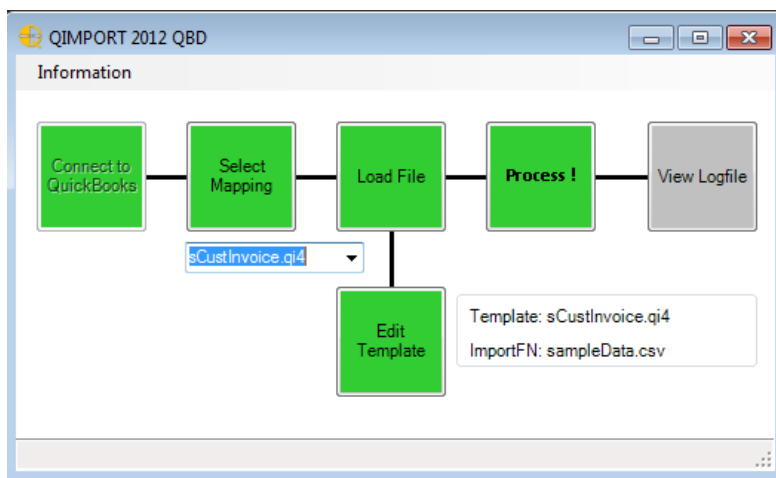 QIMPORT 2012 QBD
Information
Connect to
QuickBooks
Select
Mapping
Load File
Process !
View Logfile
sCustInvoice.qi4
Edit
Template
Template: sCustInvoice.qi4
ImportFN: sampleData.csv